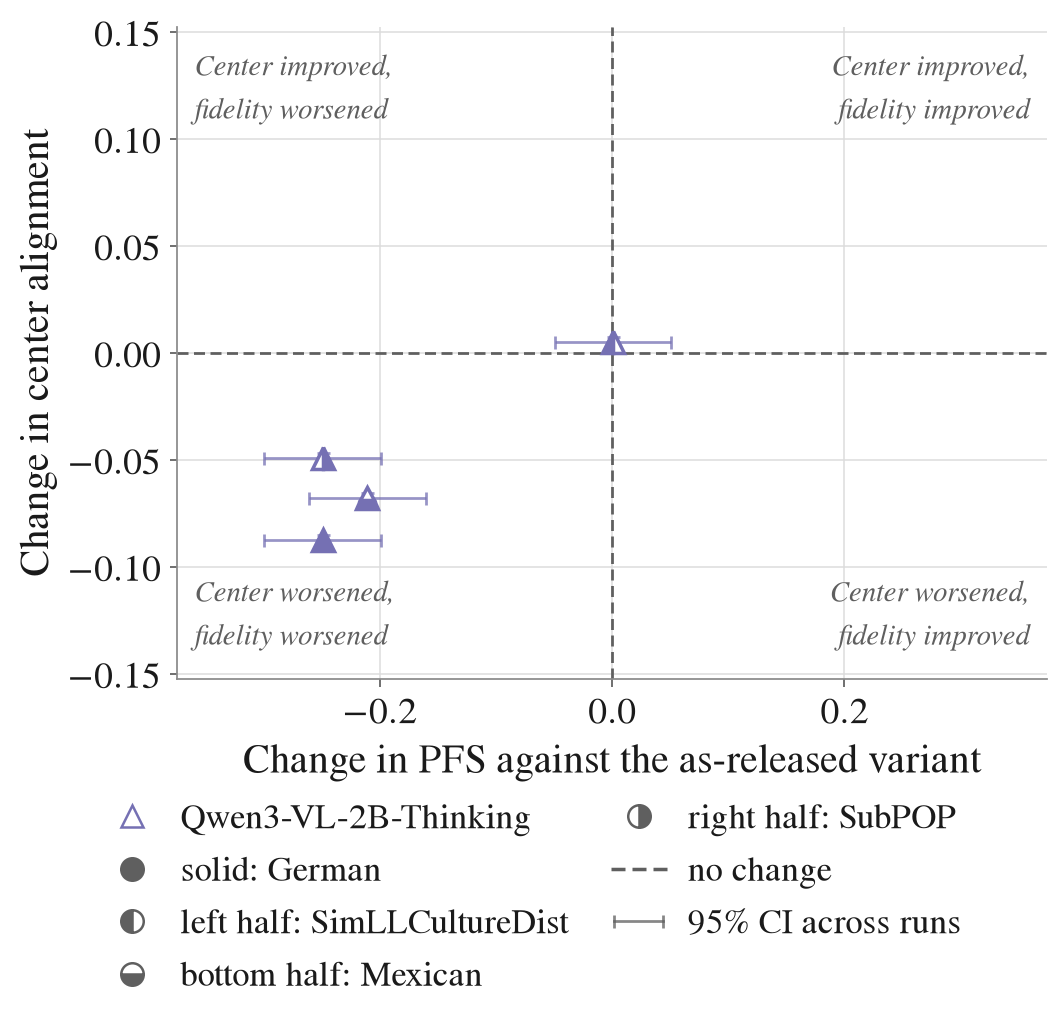 Change in center alignment
0.15
0.10
0.05
0.00
−0.05
−0.10
−0.15
Center improved,
fidelity worsened
Center improved,
fidelity improved
Center worsened,
fidelity worsened
Center worsened,
fidelity improved
−0.2
0.0
0.2
Change in PFS against the as-released variant
Qwen3-VL-2B-Thinking
solid: German
left half: SimLLCultureDist
bottom half: Mexican
right half: SubPOP
no change
95% CI across runs